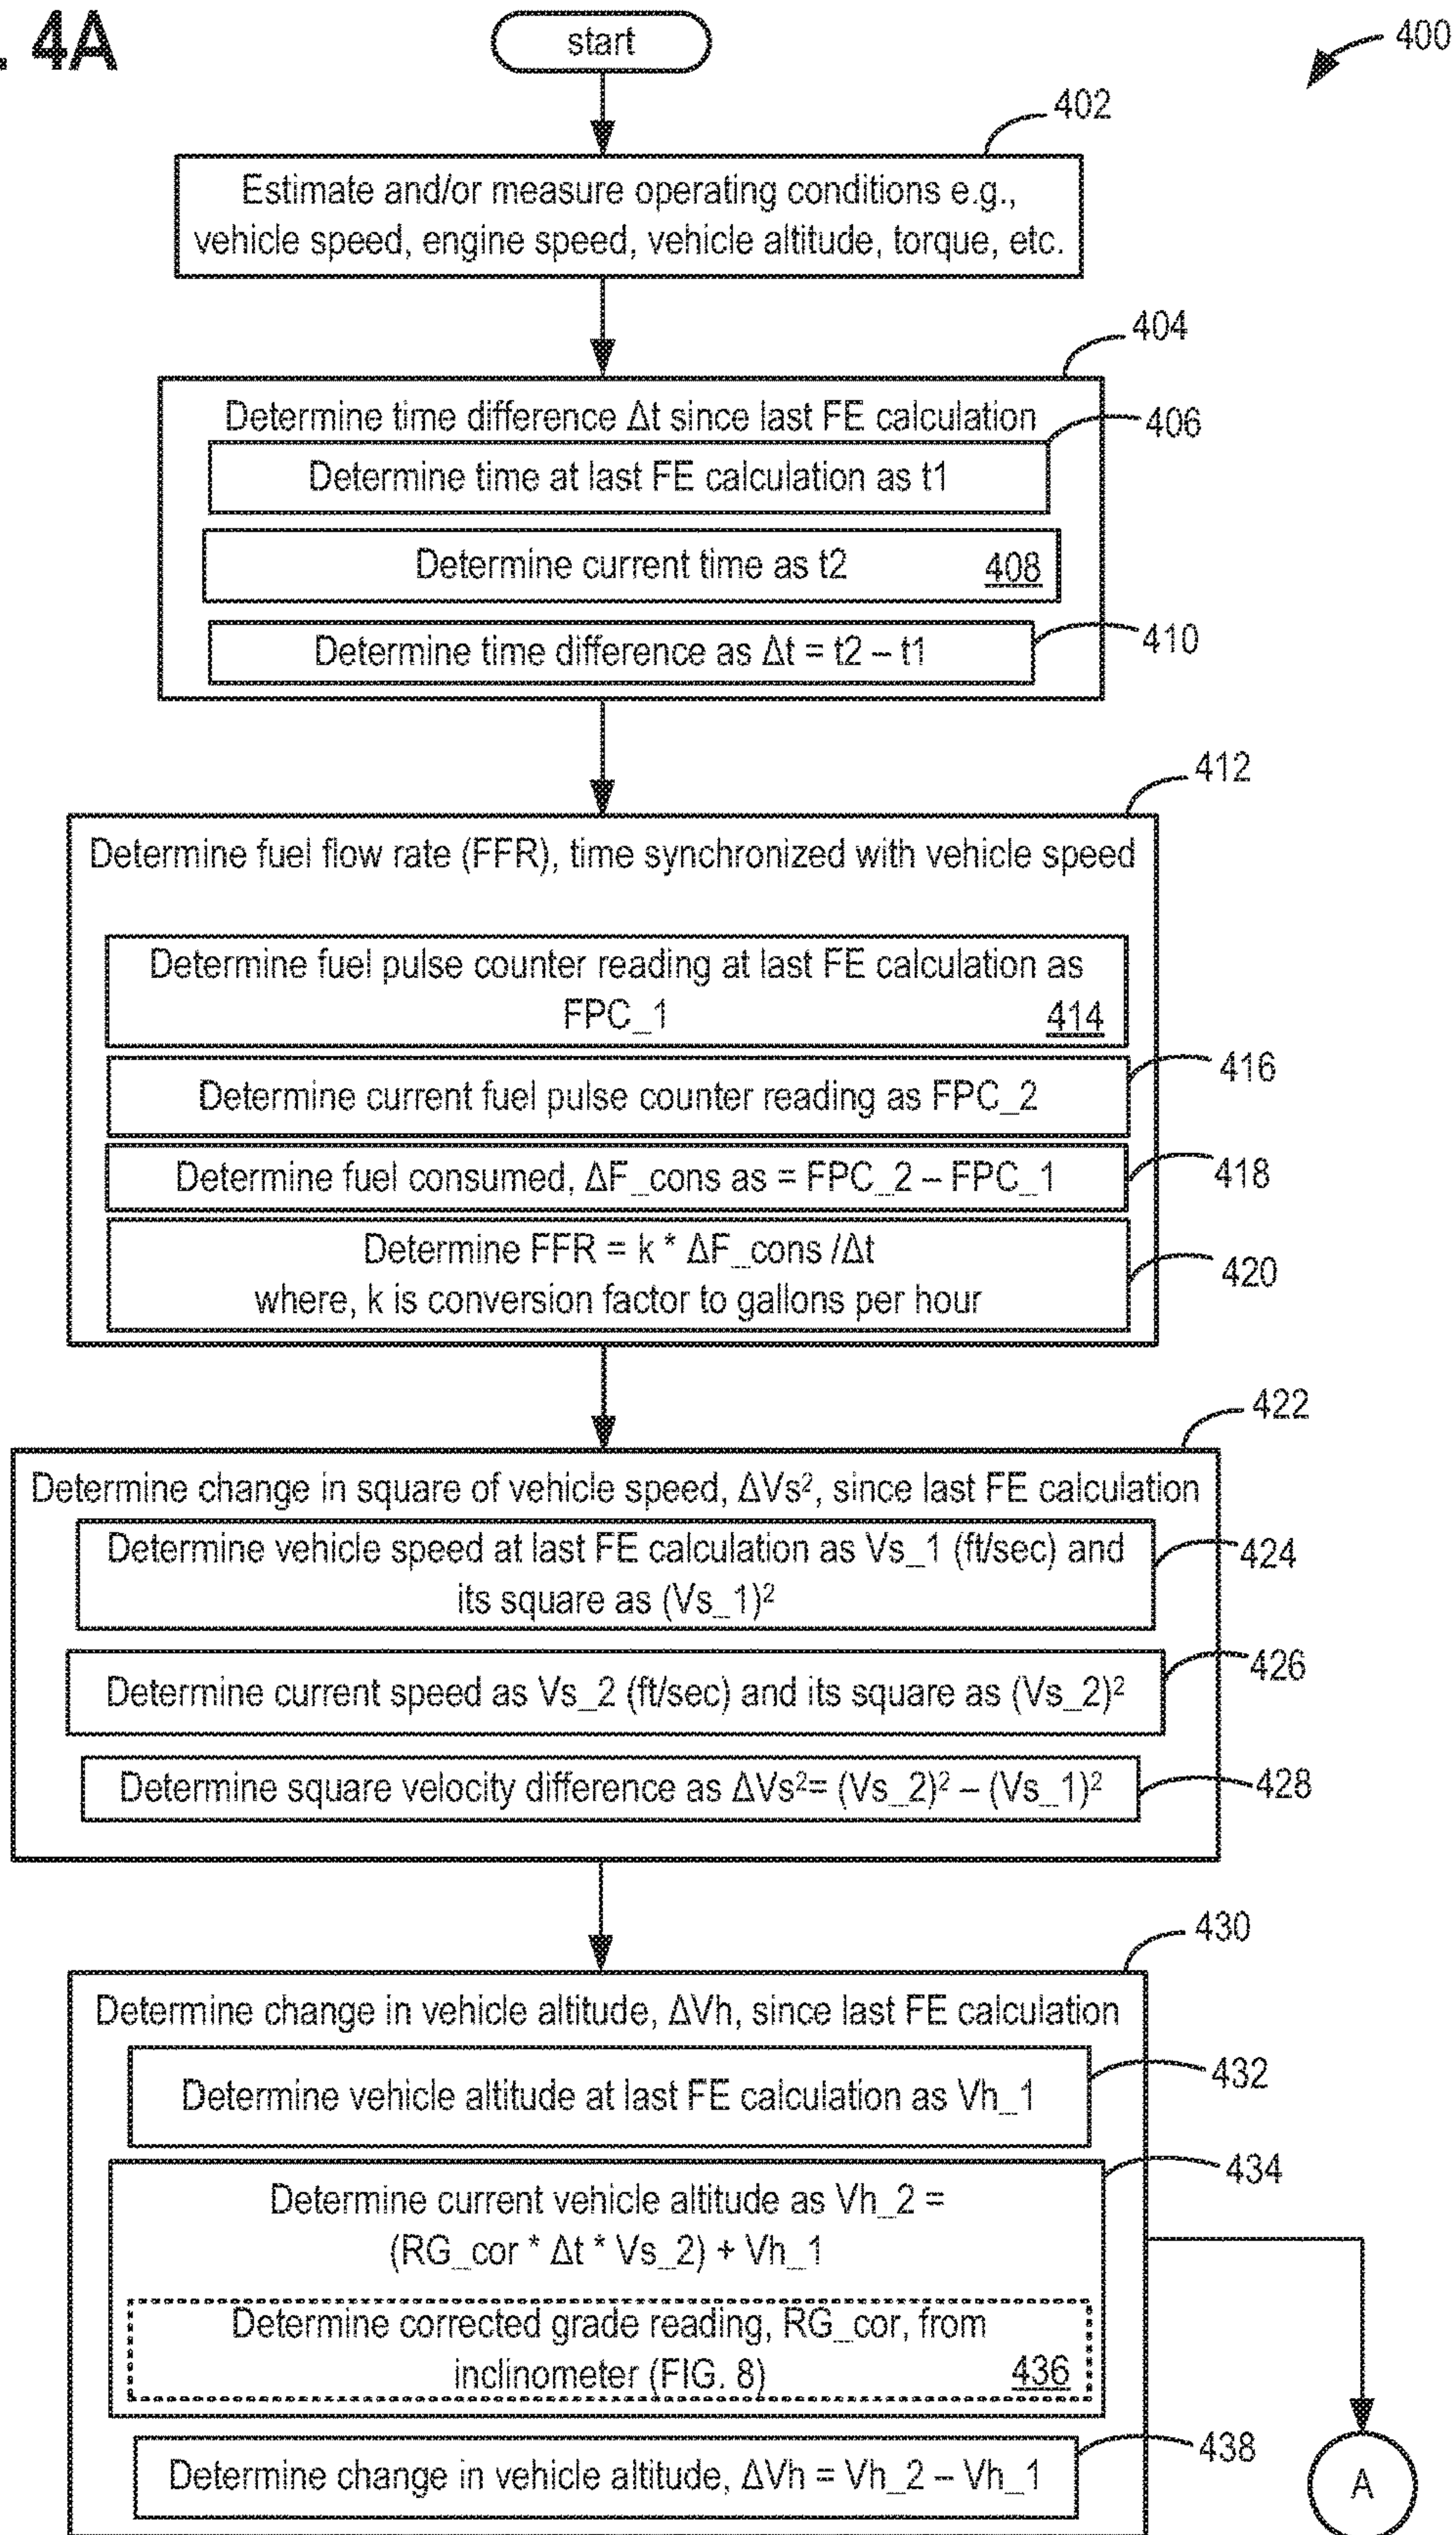 . 4A
start
400
402
Estimate and/or measure operating conditions e.g.,
vehicle speed, engine speed, vehicle altitude, torque, etc.
404
Determine time difference Δt since last FE calculation
406
Determine time at last FE calculation as t1
Determine current time as t2
408
Determine time difference as Δt = t2 – t1
410
412
Determine fuel flow rate (FFR), time synchronized with vehicle speed
Determine fuel pulse counter reading at last FE calculation as
FPC_1
414
416
Determine current fuel pulse counter reading as FPC_2
Determine fuel consumed, ΔF_cons as = FPC_2 – FPC_1
418
Determine FFR = k * ΔF_cons /Δt
where, k is conversion factor to gallons per hour
420
422
Determine change in square of vehicle speed, ΔVs², since last FE calculation
Determine vehicle speed at last FE calculation as Vs_1 (ft/sec) and
its square as (Vs_1)²
424
426
Determine current speed as Vs_2 (ft/sec) and its square as (Vs_2)²
Determine square velocity difference as ΔVs²= (Vs_2)² – (Vs_1)²
428
430
Determine change in vehicle altitude, ΔVh, since last FE calculation
432
Determine vehicle altitude at last FE calculation as Vh_1
434
Determine current vehicle altitude as Vh_2 =
(RG_cor * Δt * Vs_2) + Vh_1
Determine corrected grade reading, RG_cor, from
inclinometer (FIG. 8)
436
438
Determine change in vehicle altitude, ΔVh = Vh_2 – Vh_1
A